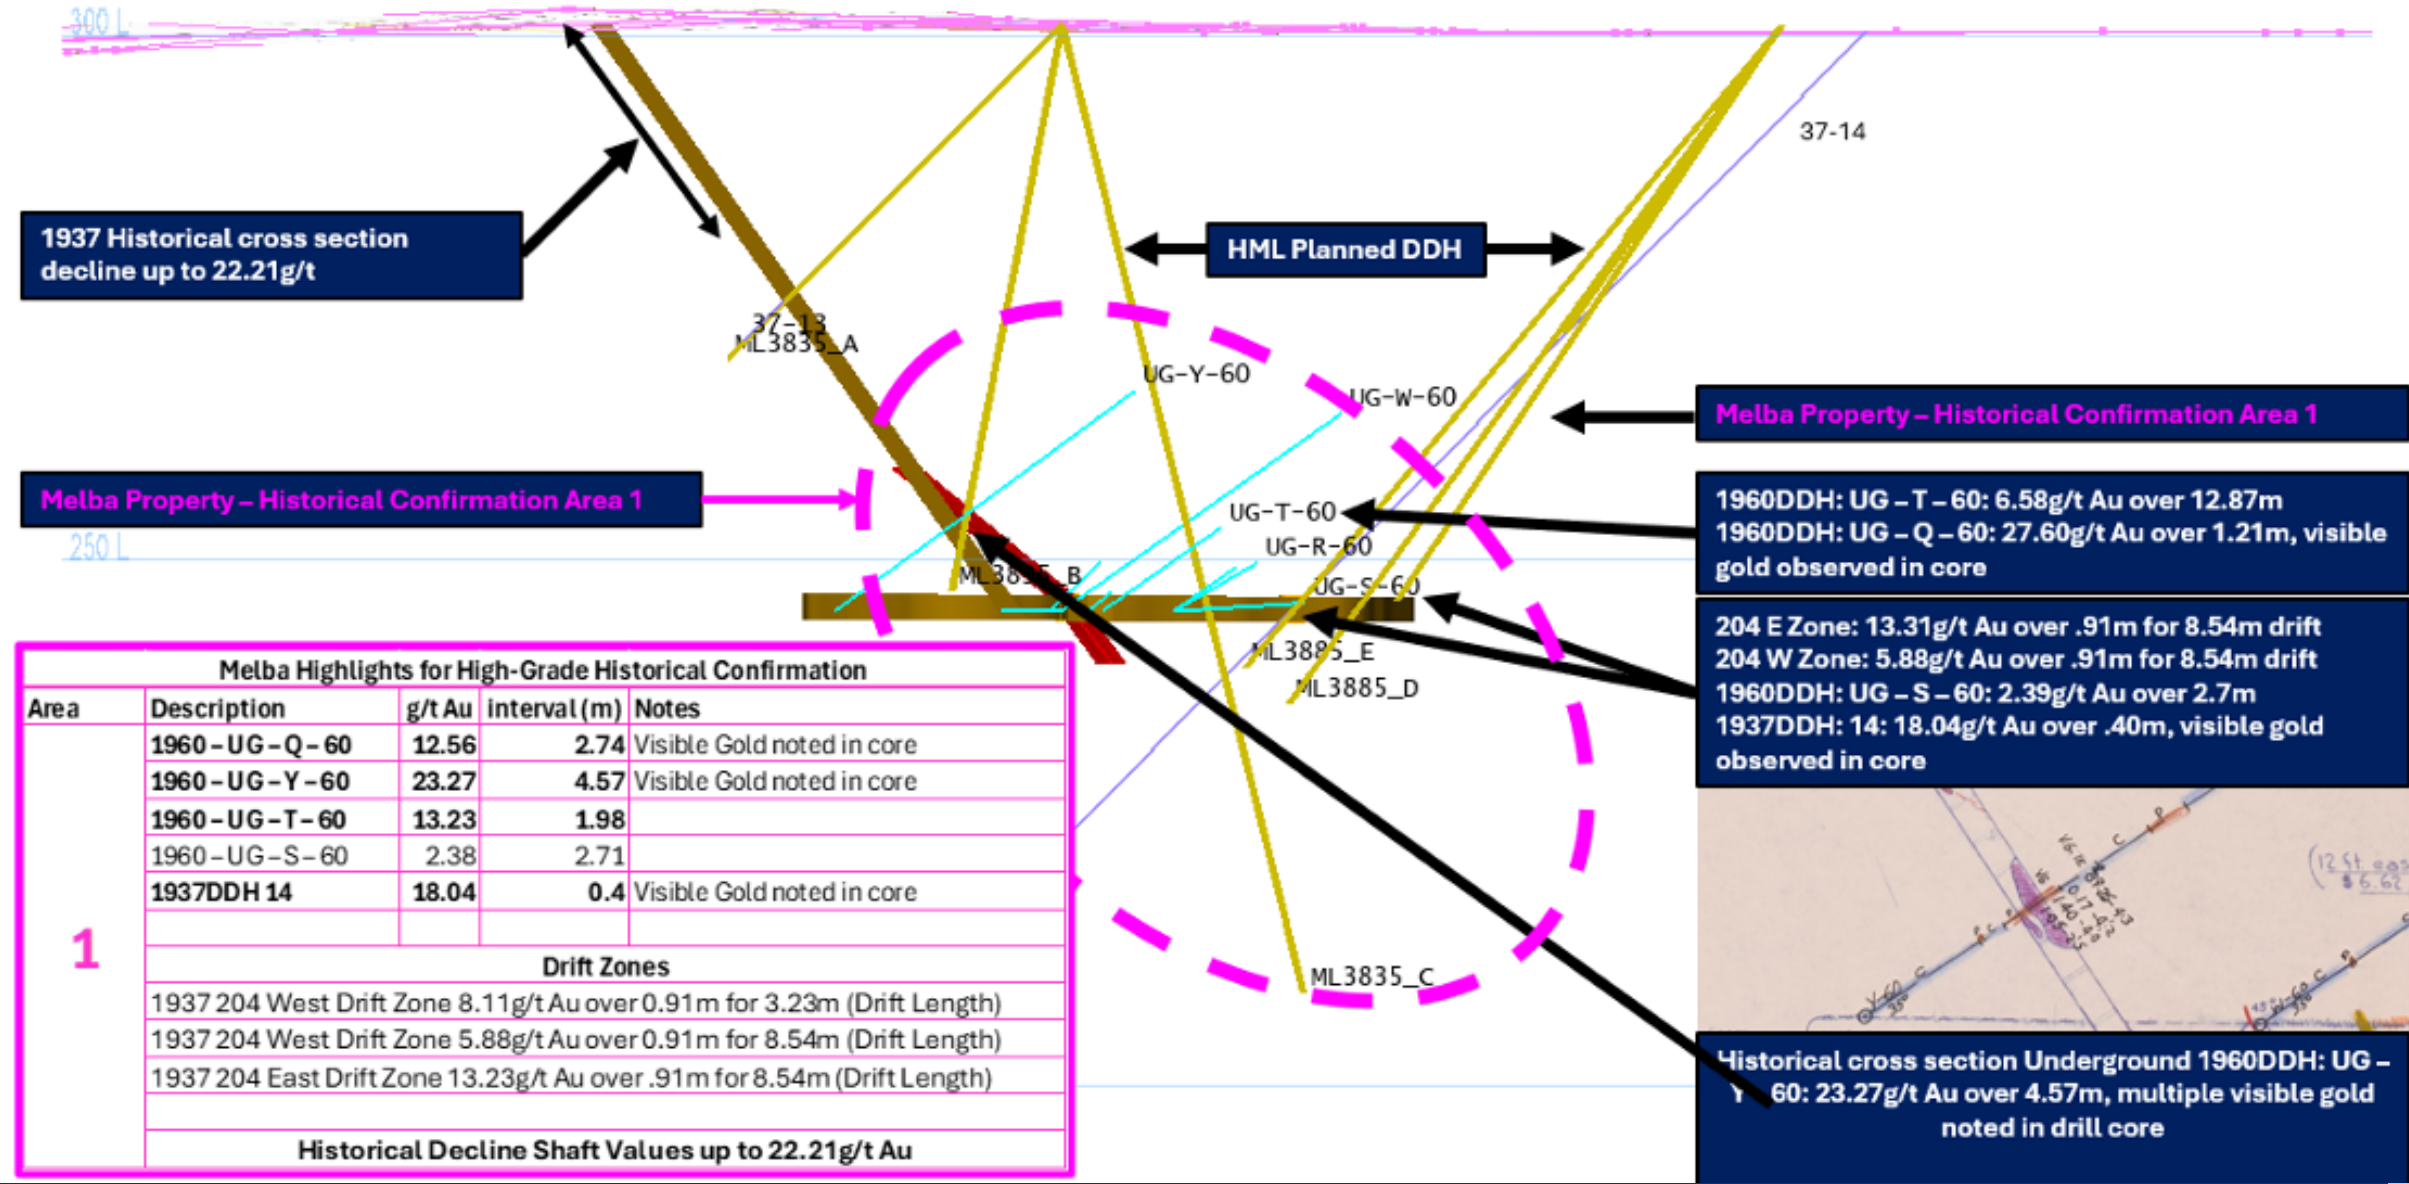 300 L
37-14
1937 Historical cross section
decline up to 22.21g/t
HML Planned DDH
37-13
ML3835_A
UG-Y-60
UG-W-60
Melba Property – Historical Confirmation Area 1
Melba Property – Historical Confirmation Area 1
1960DDH: UG – T – 60: 6.58g/t Au over 12.87m
1960DDH: UG – Q – 60: 27.60g/t Au over 1.21m, visible
gold observed in core
UG-T-60
UG-R-60
250 L
ML3835_B
UG-S-60
204 E Zone: 13.31g/t Au over .91m for 8.54m drift
204 W Zone: 5.88g/t Au over .91m for 8.54m drift
1960DDH: UG – S – 60: 2.39g/t Au over 2.7m
1937DDH: 14: 18.04g/t Au over .40m, visible gold
observed in core
ML3885_E
ML3885_D
ML3835_C
Melba Highlights for High-Grade Historical Confirmation
Area Description g/t Au interval (m) Notes
1960 – UG – Q – 60 12.56 2.74 Visible Gold noted in core
1960 – UG – Y – 60 23.27 4.57 Visible Gold noted in core
1960 – UG – T – 60 13.23 1.98
1960 – UG – S – 60 2.38 2.71
1937DDH 14 18.04 0.4 Visible Gold noted in core
1
Drift Zones
1937 204 West Drift Zone 8.11g/t Au over 0.91m for 3.23m (Drift Length)
1937 204 West Drift Zone 5.88g/t Au over 0.91m for 8.54m (Drift Length)
1937 204 East Drift Zone 13.23g/t Au over .91m for 8.54m (Drift Length)
Historical Decline Shaft Values up to 22.21g/t Au
(12 ft.
$6.62
Y-60
35°
Historical cross section Underground 1960DDH: UG –
Y 60: 23.27g/t Au over 4.57m, multiple visible gold
noted in drill core